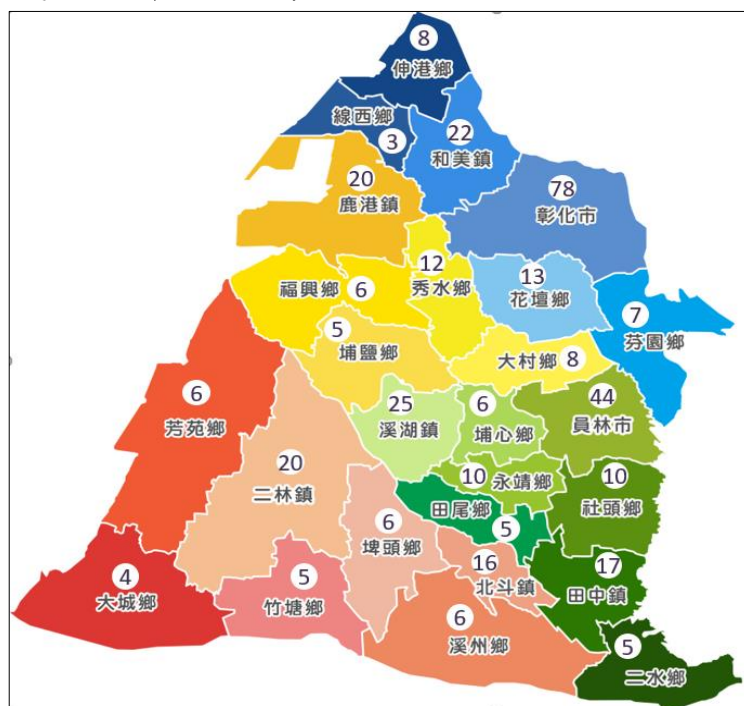 8
伸港鄉
線西鄉
3
22
和美鎮
20
鹿港鎮
78
彰化市
12
秀水鄉
13
花壇鄉
福興鄉 6
7
芬園鄉
5
埔鹽鄉
大村鄉 8
6
芳苑鄉
25
溪湖鎮
6
埔心鄉
44
員林市
20
二林鎮
10 永靖鄉
10
社頭鄉
田尾鄉
5
6
埤頭鄉
16
北斗鎮
17
田中鎮
4
大城鄉
5
竹塘鄉
6
溪州鄉
5
二水鄉